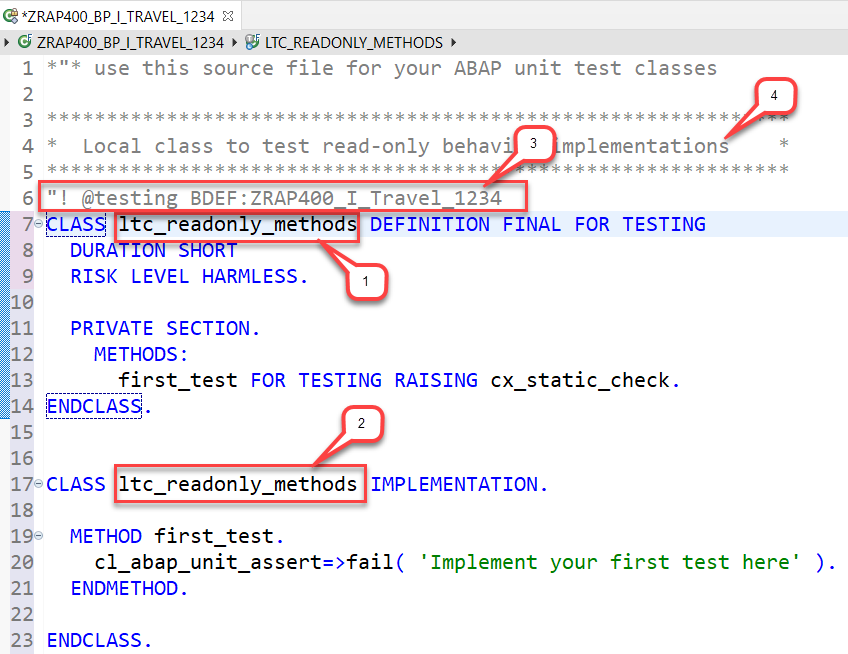 *ZRAP400_BP_I_TRAVEL_1234
ZRAP400_BP_I_TRAVEL_1234 LTC_READONLY_METHODS
1 *"* use this source file for your ABAP unit test classes
2
3 **************************************************************
4 * Local class to test read-only implementations *
5 **************************************************************
6 "! @testing BDEF:ZRAP400_I_Travel_1234
7 CLASS ltc_readonly_methods DEFINITION FINAL FOR TESTING
8 DURATION SHORT
9 RISK LEVEL HARMLESS.
10
11 PRIVATE SECTION.
12 METHODS:
13 first_test FOR TESTING RAISING cx_static_check.
14 ENDCLASS.
15
16
17 CLASS ltc_readonly_methods IMPLEMENTATION.
18
19 METHOD first_test.
20 cl_abap_unit_assert=>fail( 'Implement your first test here' ).
21 ENDMETHOD.
22
23 ENDCLASS.
4
3
1
2